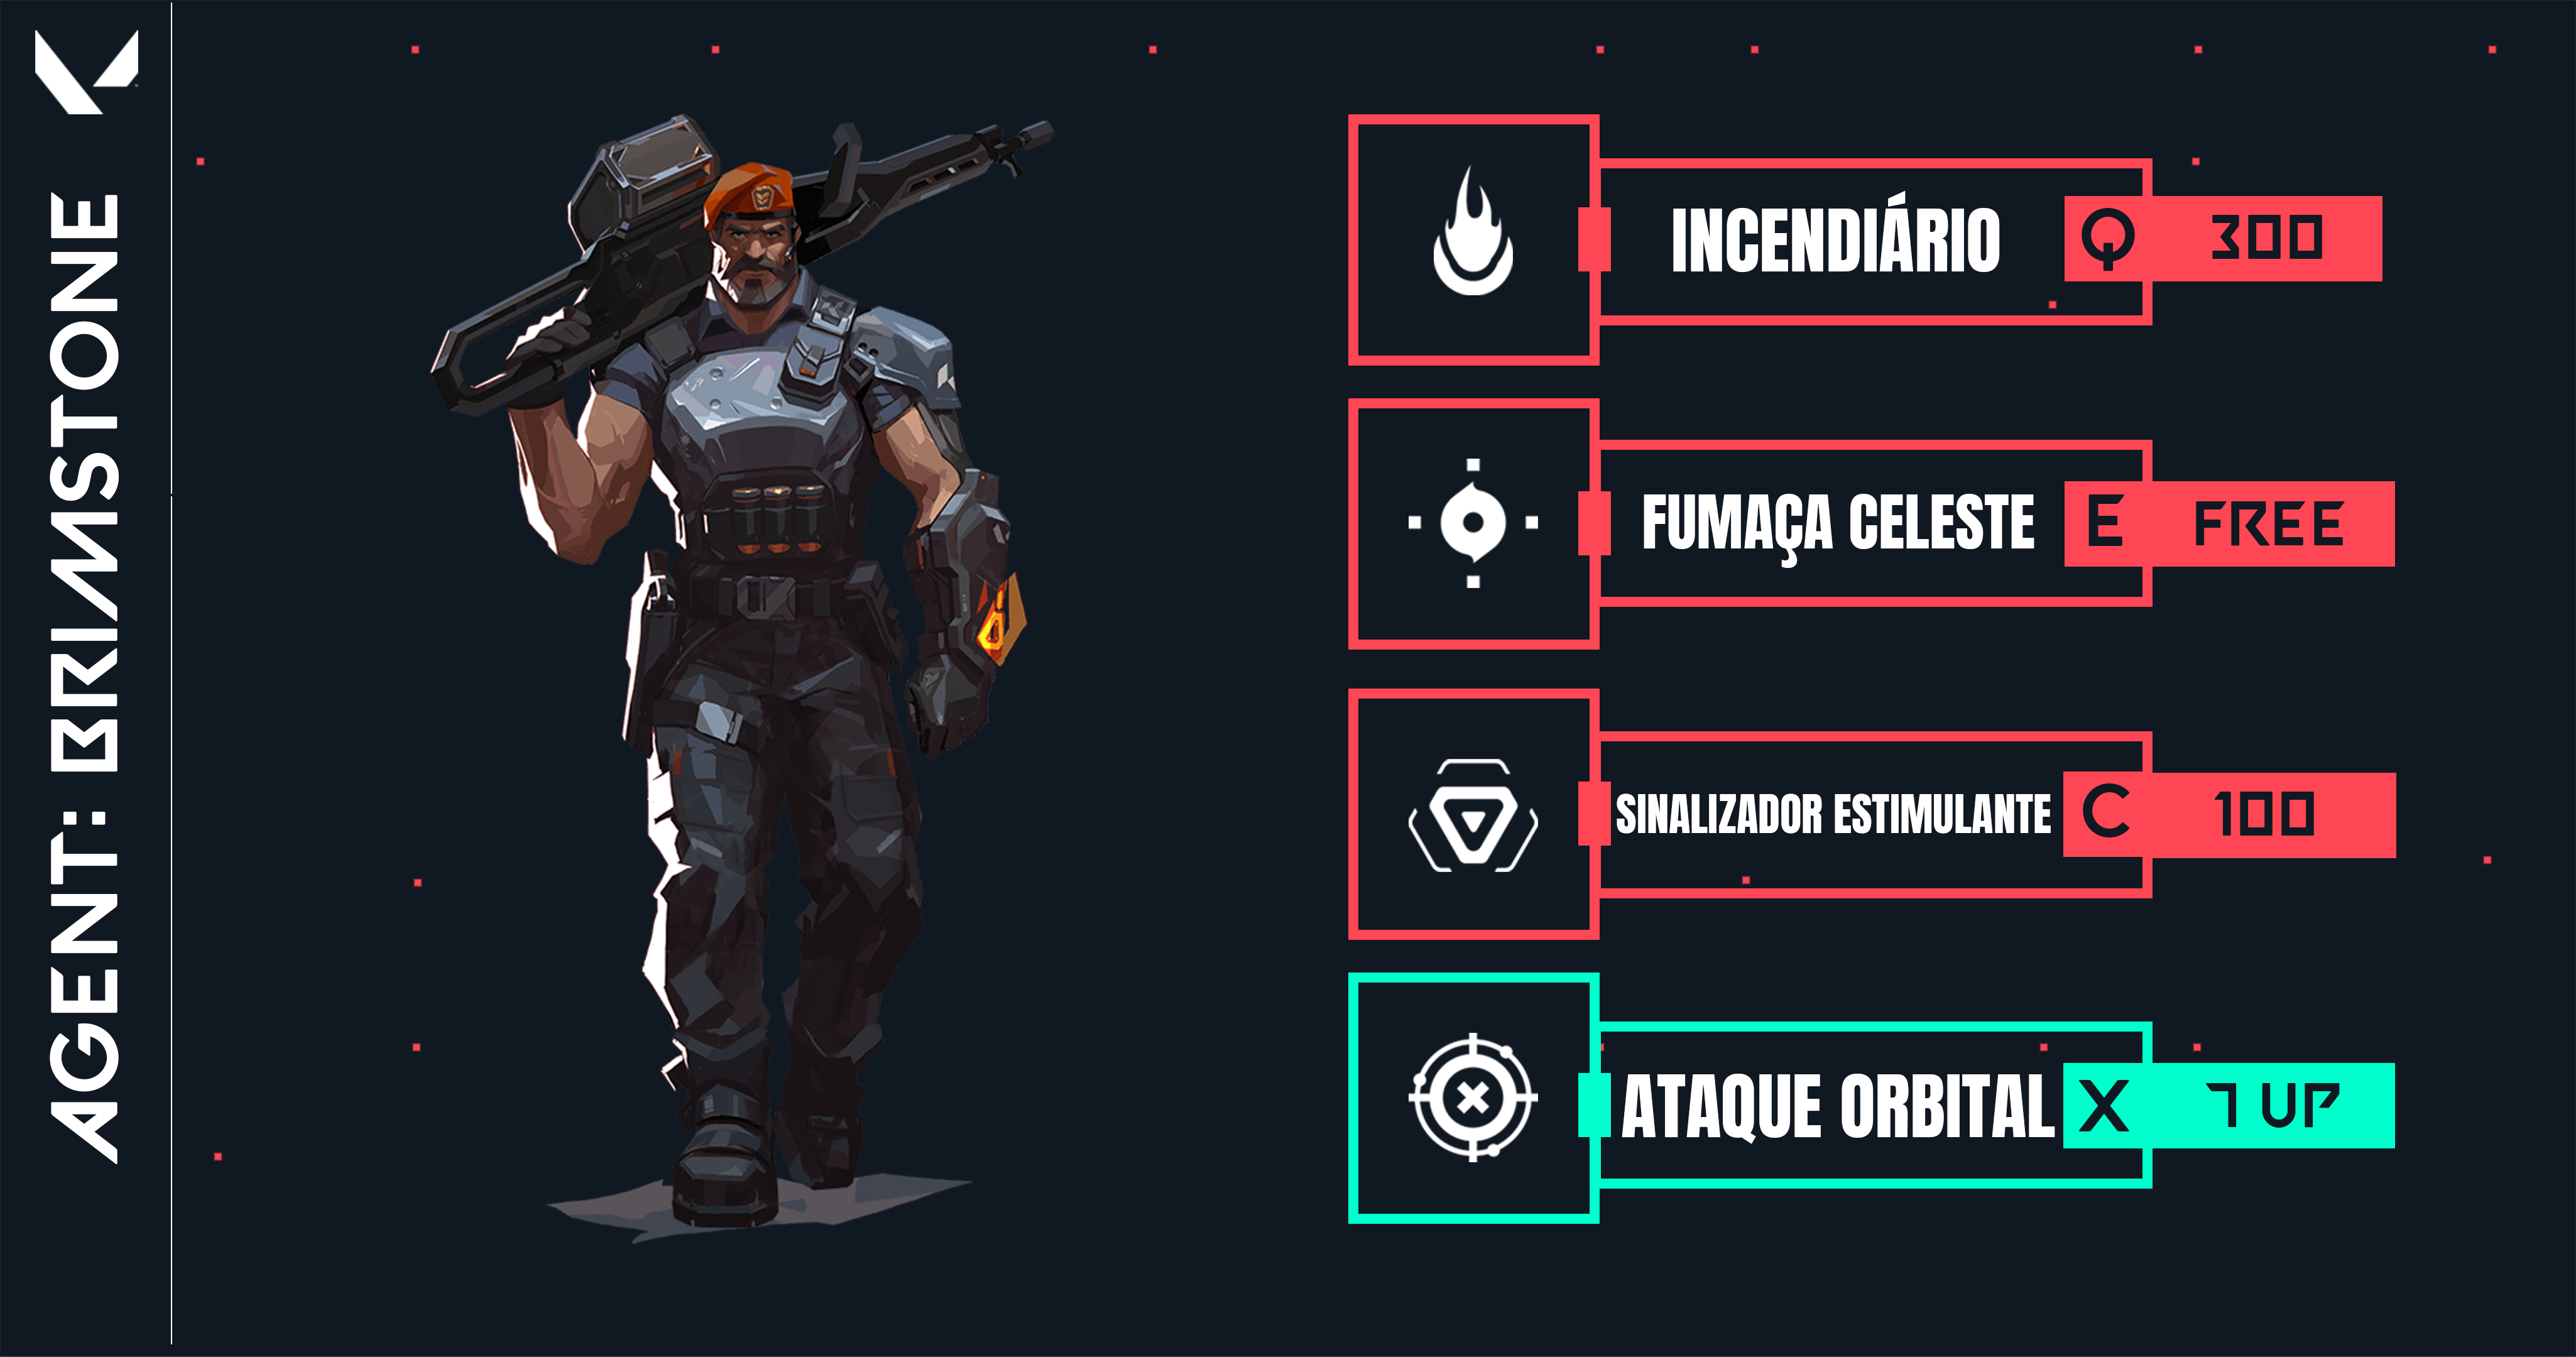 AGENT: BRIMSTONE
INCENDIÁRIO Q 300
FUMAÇA CELESTE E FREE
SINALIZADOR ESTIMULANTE C 100
ATAQUE ORBITAL X 7 UP